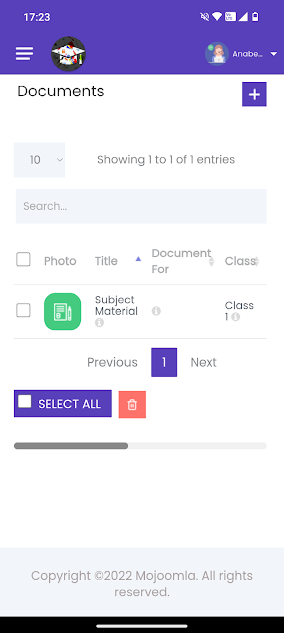 17:23
Anabe...
Documents
+
10
Showing 1 to 1 of 1 entries
Search...
Photo
Title
Document
For
Class
Subject
Material
Class
1
Previous
1
Next
SELECT ALL
Copyright ©2022 Mojoomla. All rights
reserved.